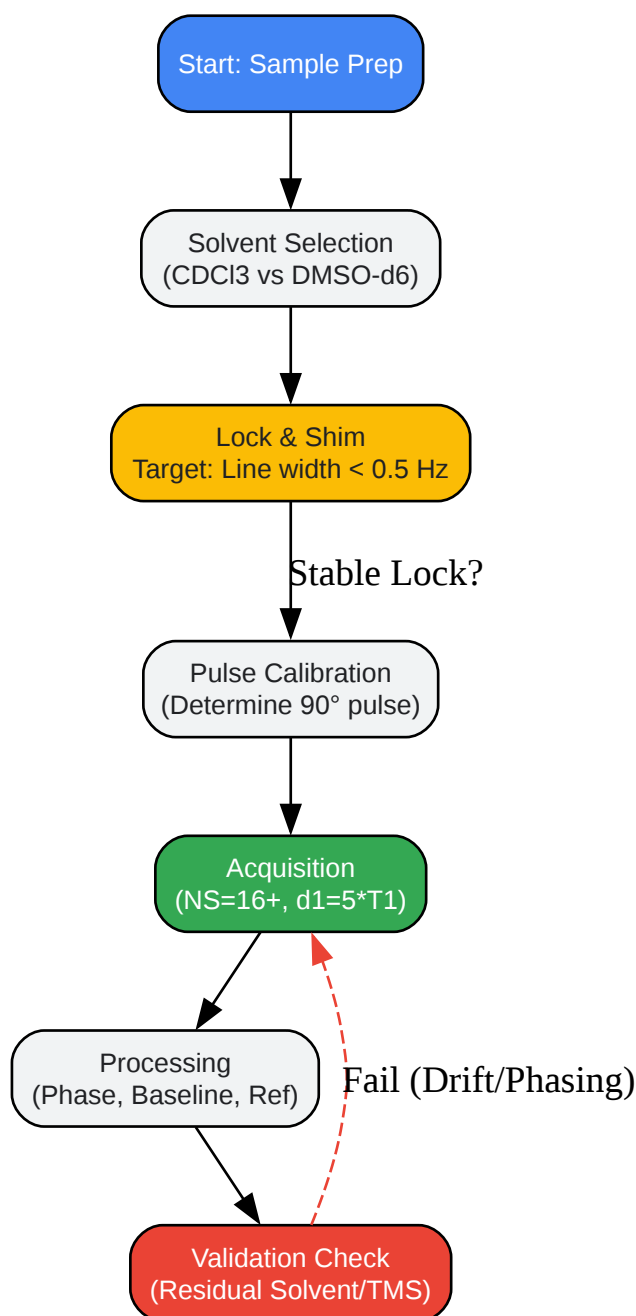 Start: Sample Prep
Solvent Selection
(CDCl3 vs DMSO-d6)
Lock & Shim
Target: Line width < 0.5 Hz
Stable Lock?
Pulse Calibration
(Determine 90° pulse)
Acquisition
(NS=16+, d1=5*T1)
Processing
(Phase, Baseline, Ref)
Fail (Drift/Phasing)
Validation Check
(Residual Solvent/TMS)